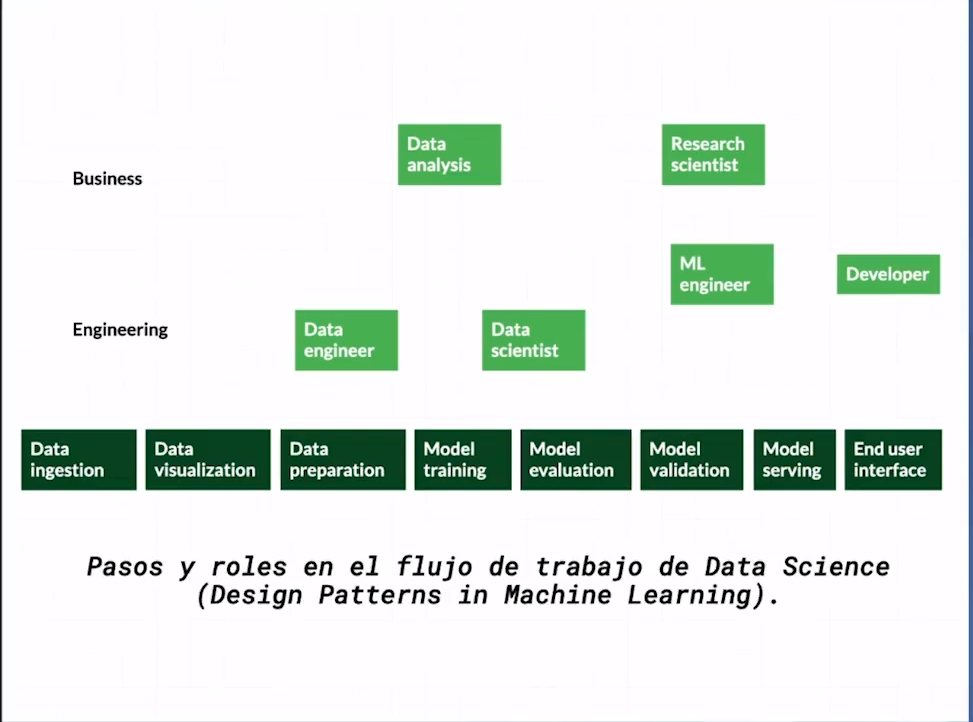 Data
analysis
Research
scientist
Business
ML
engineer
Developer
Engineering
Data
engineer
Data
scientist
Data
ingestion
Data
visualization
Data
preparation
Model
training
Model
evaluation
Model
validation
Model
serving
End user
interface
Pasos y roles en el flujo de trabajo de Data Science
(Design Patterns in Machine Learning).